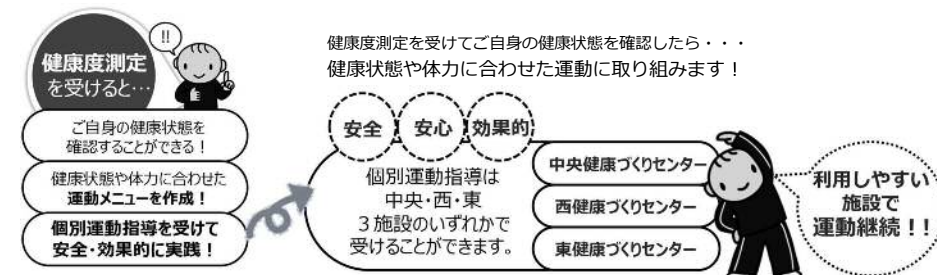 !!
健康度測定
を受けると…
ご自身の健康状態を
確認することができる！
健康状態や体力に合わせた
運動メニューを作成！
個別運動指導を受けて
安全・効果的に実践！
健康度測定を受けてご自身の健康状態を確認したら・・・
健康状態や体力に合わせた運動に取り組みます！
安全
安心
効果的
個別運動指導は
中央・西・東
３施設のいずれかで
受けることができます。
中央健康づくりセンター
西健康づくりセンター
東健康づくりセンター
利用しやすい
施設で
運動継続！！